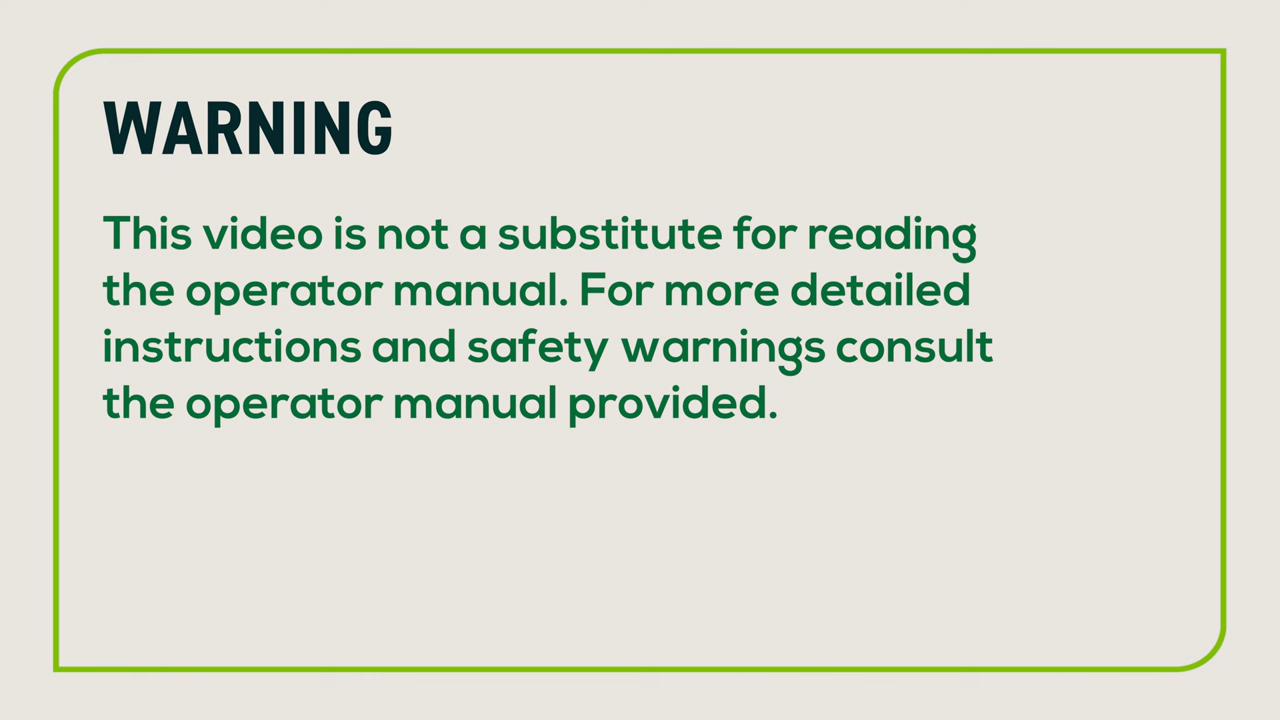 WARNING
This video is not a substitute for reading
the operator manual. For more detailed
instructions and safety warnings consult
the operator manual provided.